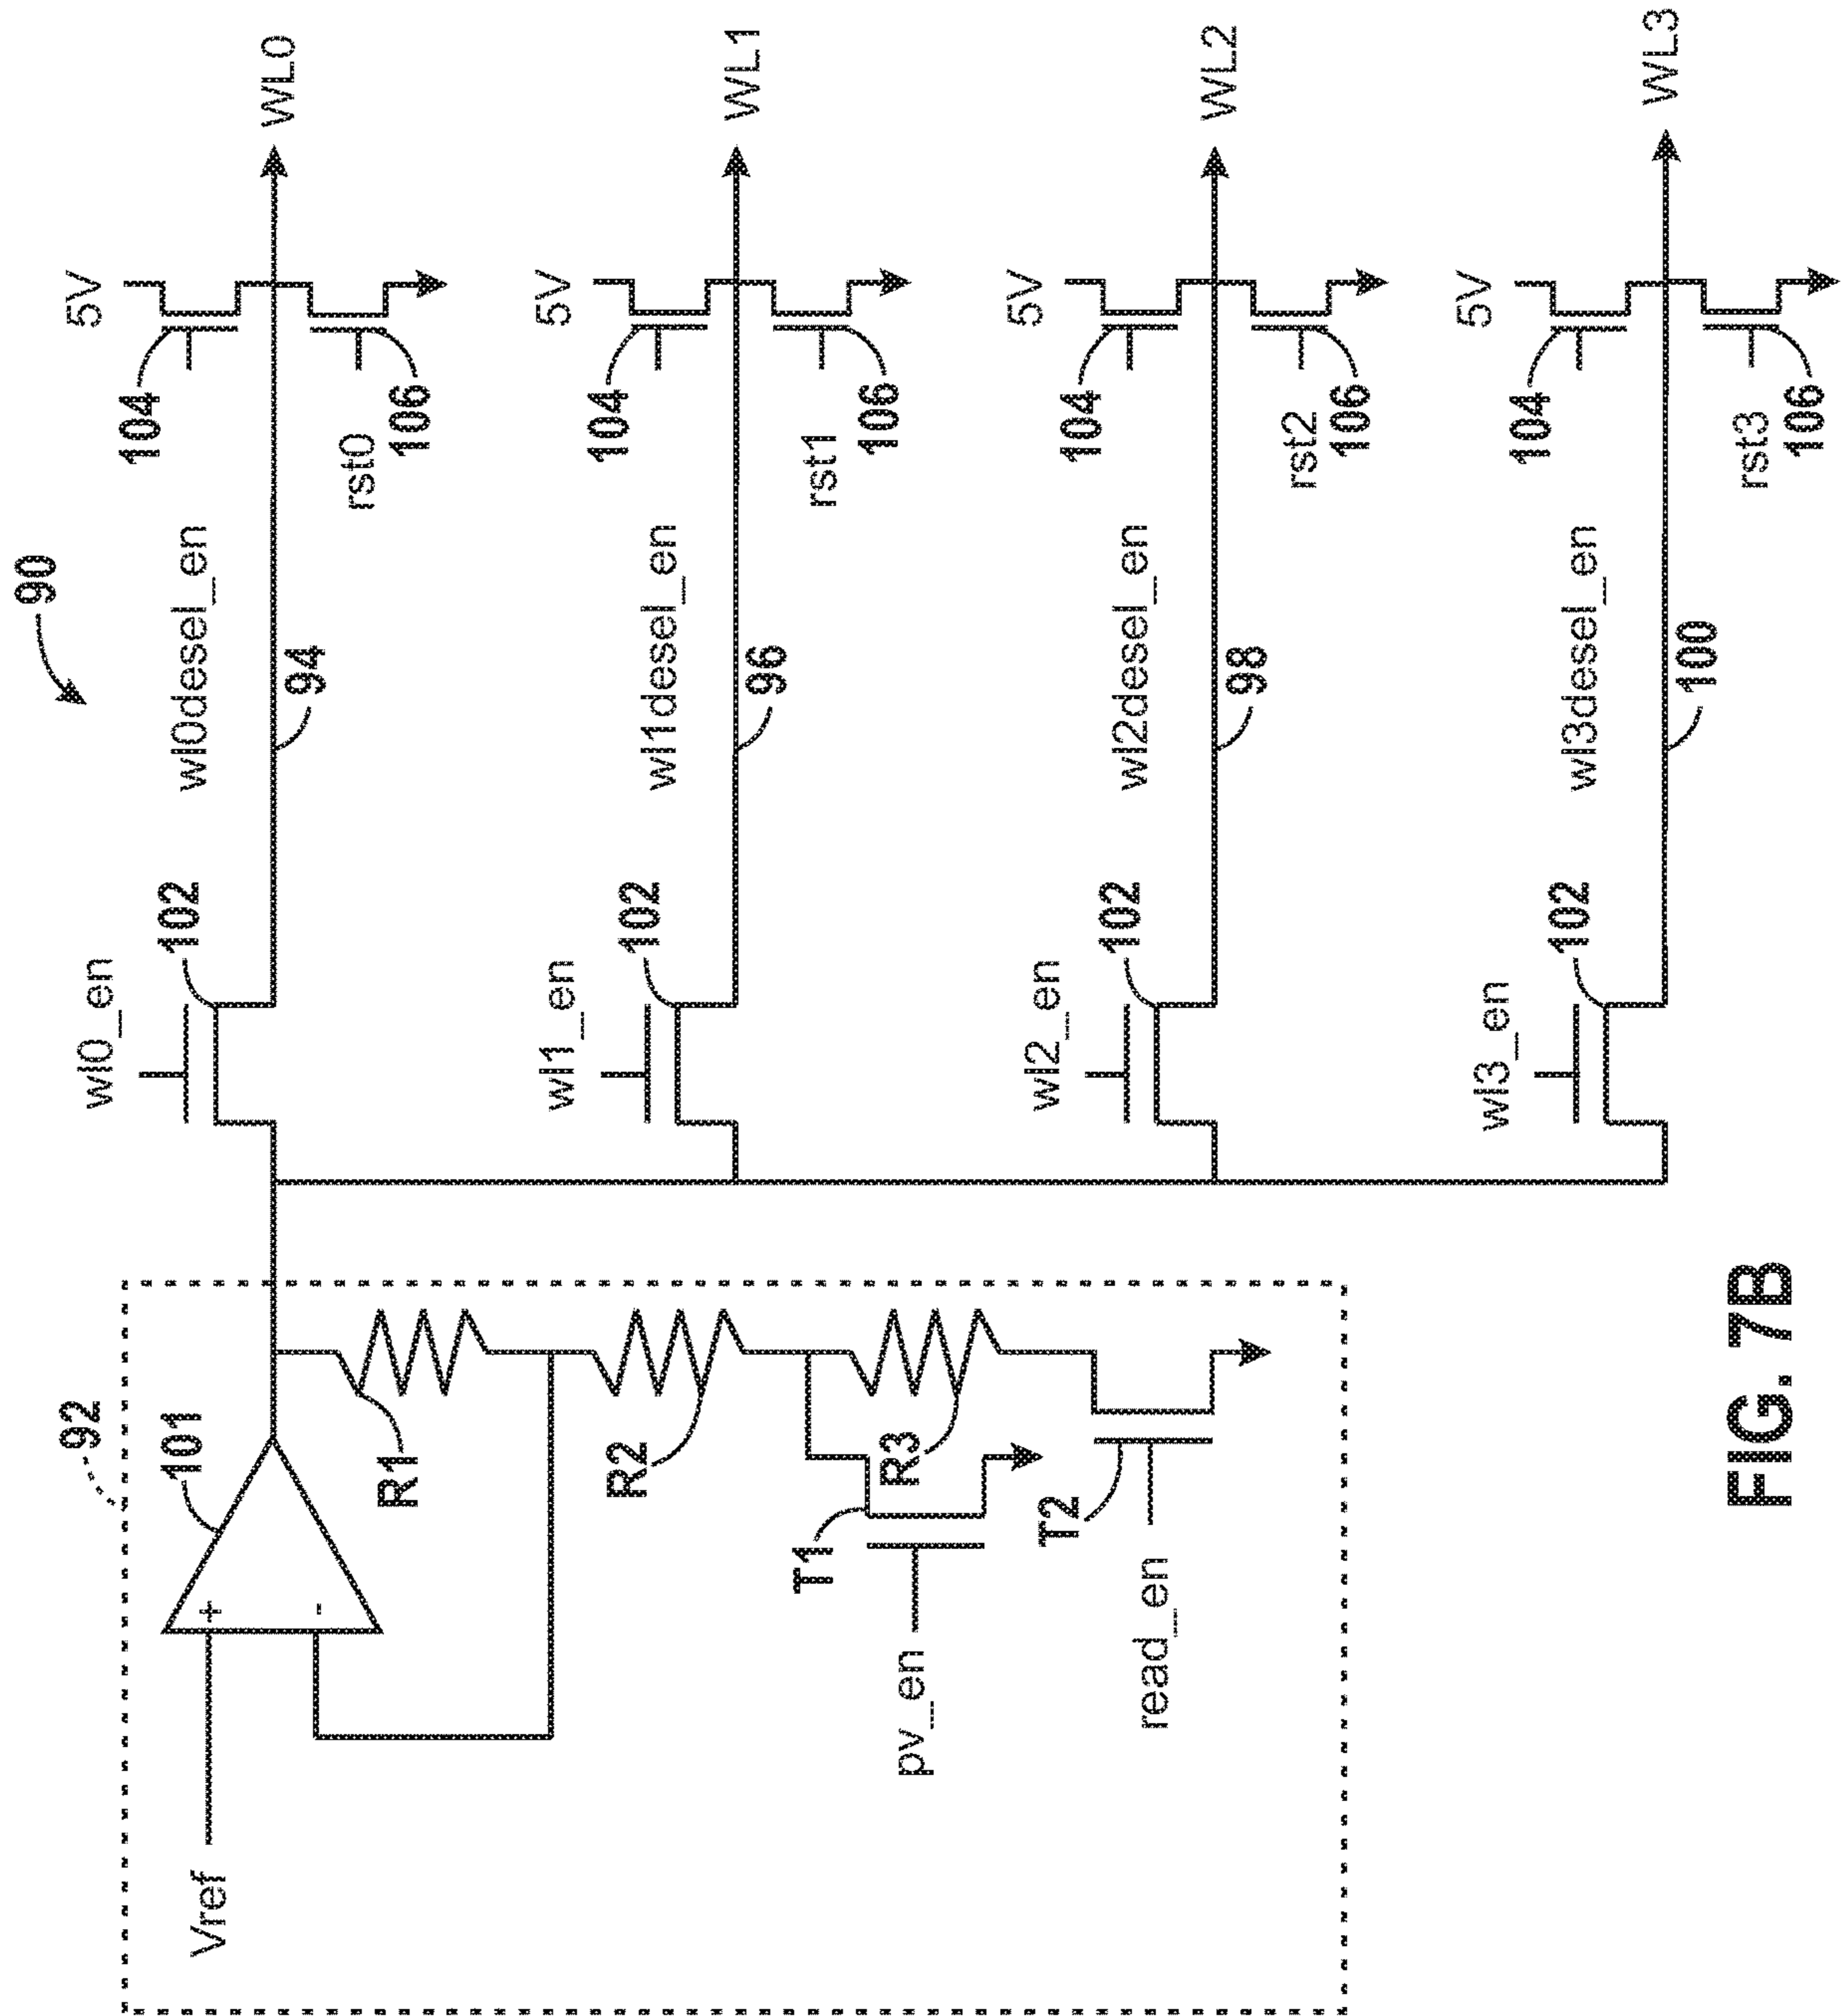 90
92
Vref
+
-
101
R1
R2
R3
T1
pv_en
T2
read_en
wl0_en
102
wl0desel_en
94
5V
104
rst0
106
WL0
wl1_en
102
wl1desel_en
96
5V
104
rst1
106
WL1
wl2_en
102
wl2desel_en
98
5V
104
rst2
106
WL2
wl3_en
102
wl3desel_en
100
5V
104
rst3
106
WL3
FIG. 7B